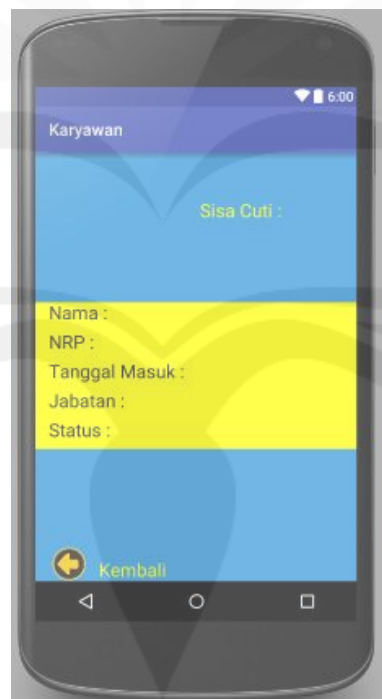 6:00
Karyawan
Sisa Cuti :
Nama :
NRP :
Tanggal Masuk :
Jabatan :
Status :
Kembali